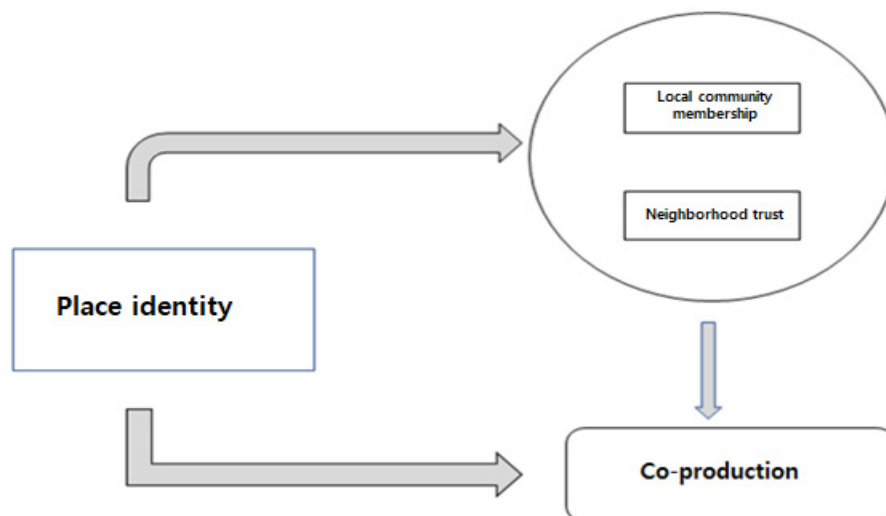 Local community
membership
Neighborhood trust
Place identity
Co-production